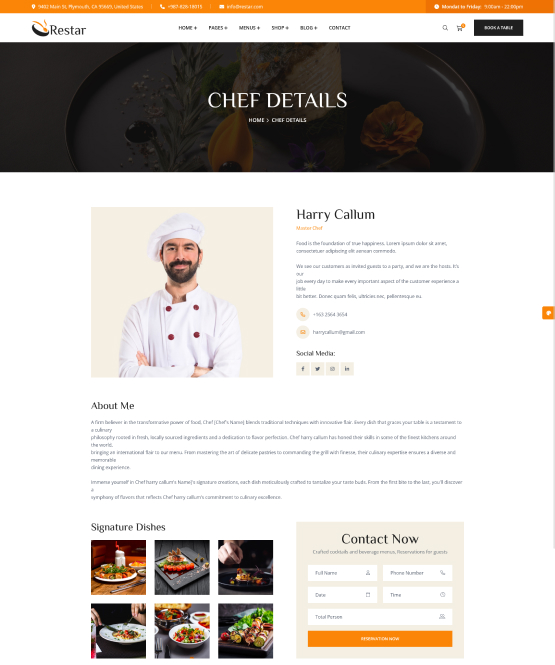 9402 Main St, Plymouth, CA 93940, United States
+987-628-10015
info@restar.com
Monday to Friday: 9:00am - 22:00pm
Restar
HOME +
PAGES +
MENUS +
SHOP +
BLOG +
CONTACT
BOOK A TABLE
CHEF DETAILS
HOME > CHEF DETAILS
Harry Callum
Master Chef
Food is the foundation of true happiness. Lorem ipsum dolor sit amet,
consectetuer adipiscing elit aenean commodo.
We see our customers as invited guests to a party, and we are the hosts. It's
our
job every day to make every important aspect of the customer experience a
little
bit better. Donec quam felis, ultricies nec, pellentesque eu.
+163 2564 3654
harrycallum@gmail.com
Social Media:
About Me
A firm believer in the transformative power of food, Chef [Chef's Name] blends traditional techniques with innovative flair. Every dish that graces your table is a testament to
a culinary
philosophy rooted in fresh, locally sourced ingredients and a dedication to flavor perfection. Chef harry callum has honed their skills in some of the finest kitchens around
the world,
bringing an international flair to our menu. From mastering the art of delicate pastries to commanding the grill with finesse, their culinary expertise ensures a diverse and
memorable
dining experience.
Immerse yourself in Chef harry callum's Name]'s signature creations, each dish meticulously crafted to tantalize your taste buds. From the first bite to the last, you'll discover
a
symphony of flavors that reflects Chef harry callum's commitment to culinary excellence.
Signature Dishes
Contact Now
Crafted cocktails and beverage menus. Reservations for guests.
Full Name
Phone Number
Date
Time
Total Person
RESERVATION NOW